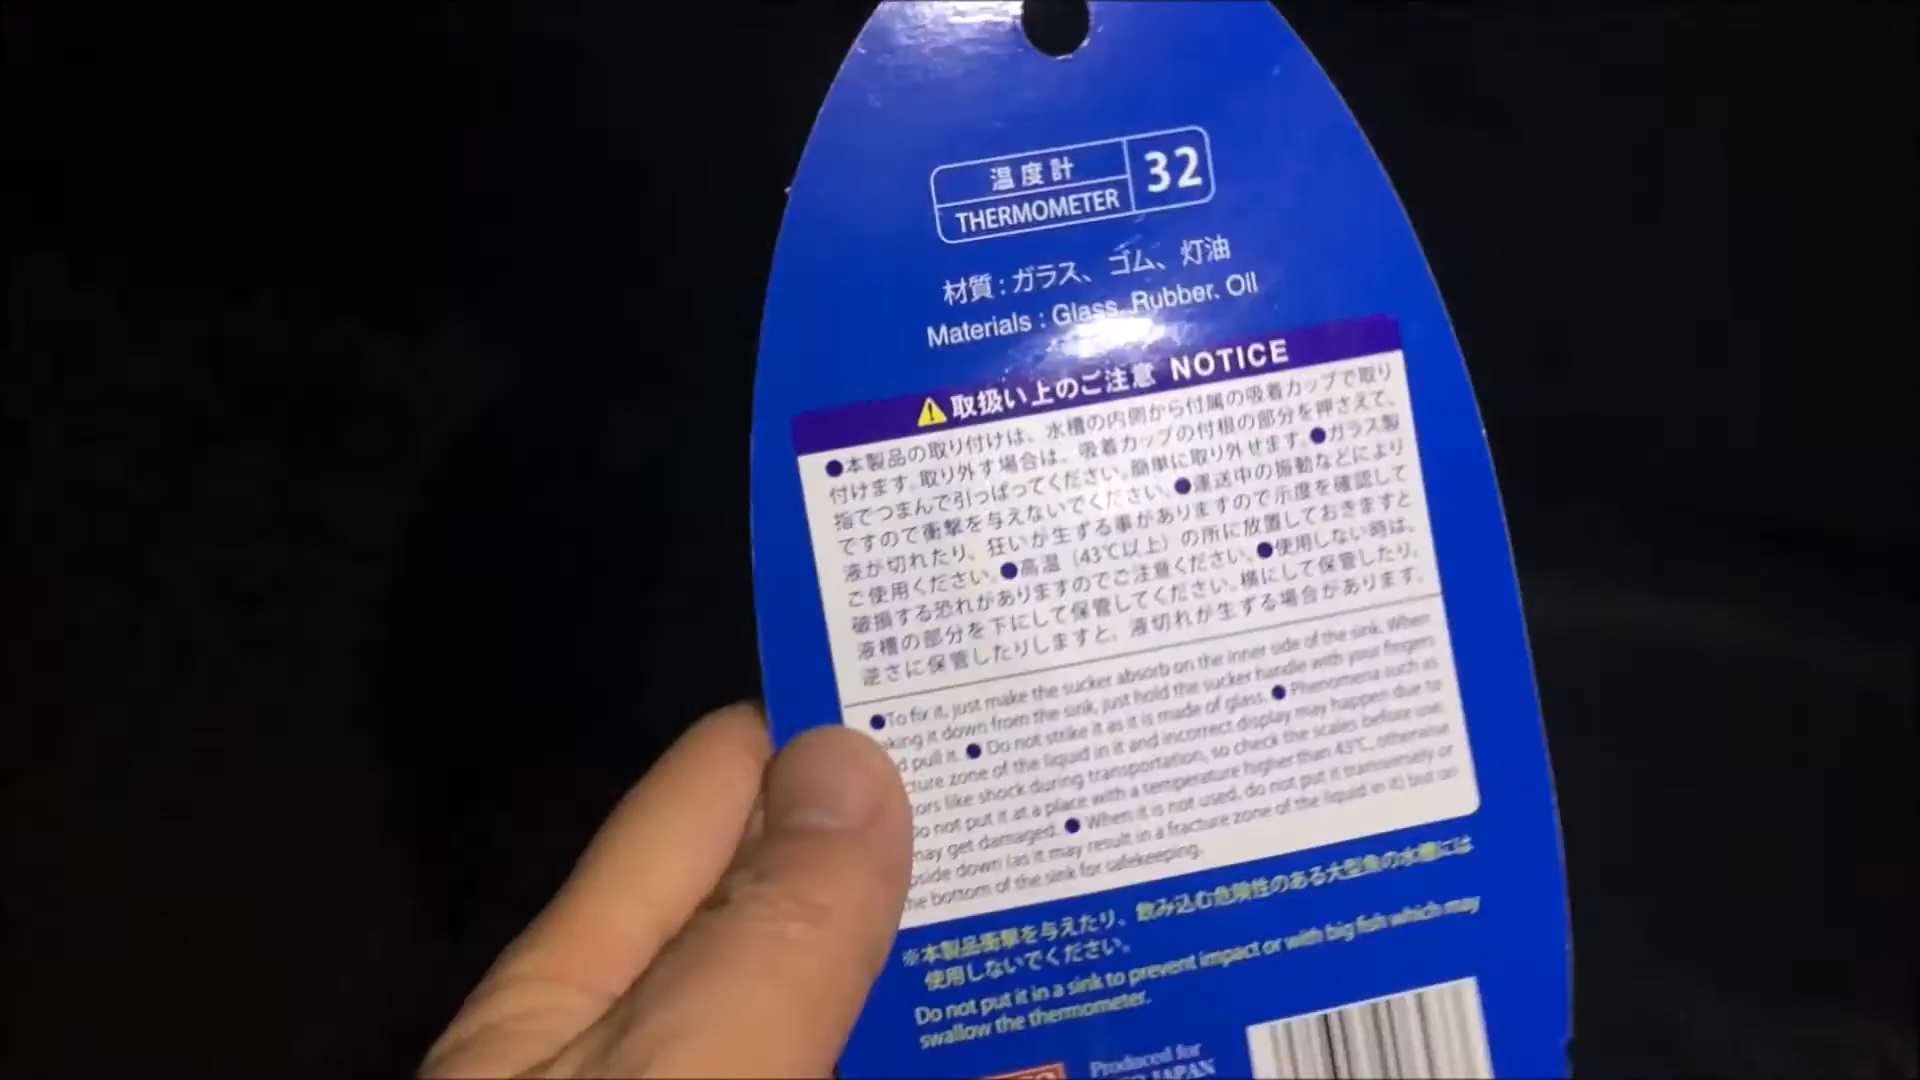 温度計
THERMOMETER
32
材質:ガラス、ゴム、灯油
Materials : Glass, Rubber, Oil
取扱い上のご注意 NOTICE
●本製品の取り付けは、水槽の内側から付属の吸着カップで取り
付けます。取り外す場合は、吸着カップの付根の部分を押さえて、
指でつまんで引っぱってください。簡単に取り外せます。●ガラス製
ですので衝撃を与えないでください。●運送中の振動などにより
液が切れたり、狂いが生ずる事がありますので示度を確認して
ご使用ください。●高温(43℃以上)の所に放置しておきますと
破損する恐れがありますのでご注意ください。●使用しない時は、
液槽の部分を下にして保管してください。横にして保管したり、
逆さに保管したりしますと、液切れが生ずる場合があります。
●To fix it, just make the sucker absorb on the inner side of the sink. When
king it down from the sink, just hold the sucker handle with your fingers
d pull it. ● Do not strike it as it is made of glass. ● Phenomena such as
cture zone of the liquid in it and incorrect display may happen due to
tors like shock during transportation, so check the scales before use.
Do not put it at a place with a temperature higher than 43℃, otherwise
may get damaged. ● When it is not used, do not put it transversely or
pside down (as it may result in a fracture zone of the liquid in it) but on
he bottom of the sink for safekeeping.
※本製品衝撃を与えたり、飲み込む危険性のある大型魚の水槽には
使用しないでください。
Do not put it in a sink to prevent impact or with big fish which may
swallow the thermometer.
Produced for
JAPAN